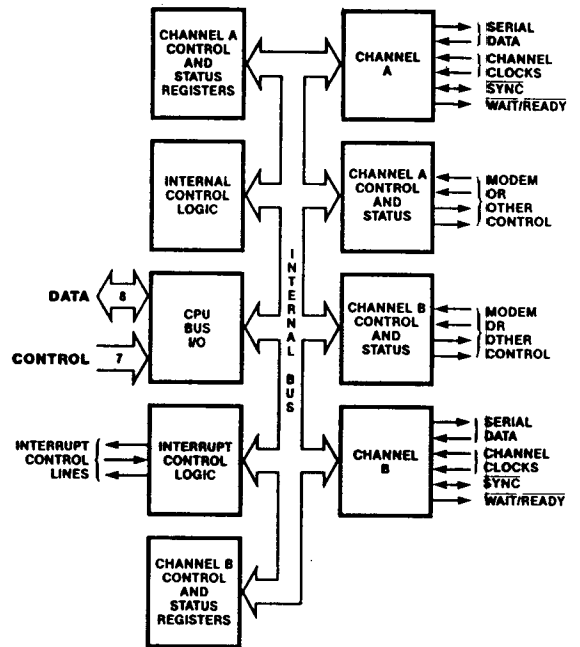 CHANNEL A
CONTROL
AND
STATUS
REGISTERS
CHANNEL
A
SERIAL
DATA
CHANNEL
CLOCKS
SYNC
WAIT/READY
INTERNAL
CONTROL
LOGIC
CHANNEL A
CONTROL
AND
STATUS
MODEM
OR
OTHER
CONTROL
INTERNAL BUS
DATA
8
CONTROL
7
CPU
BUS
I/O
CHANNEL B
CONTROL
AND
STATUS
MODEM
OR
OTHER
CONTROL
INTERRUPT
CONTROL
LINES
INTERRUPT
CONTROL
LOGIC
CHANNEL
B
SERIAL
DATA
CHANNEL
CLOCKS
SYNC
WAIT/READY
CHANNEL B
CONTROL
AND
STATUS
REGISTERS